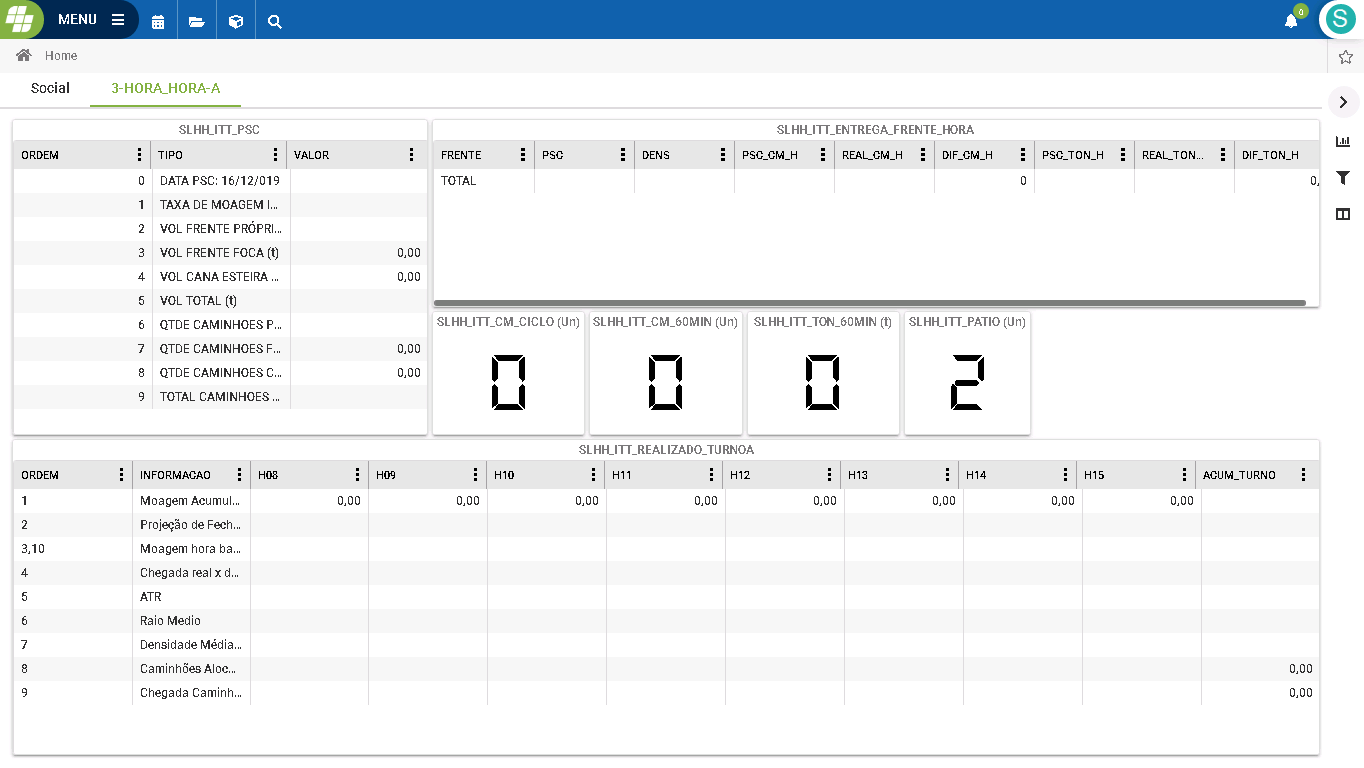 MENU
0
S
Home
Social 3-HORA_HORA-A
SLHH_ITT_PSC
ORDEM TIPO VALOR
0 DATA PSC: 16/12/019
1 TAXA DE MOAGEM I...
2 VOL FRENTE PRÓPRI...
3 VOL FRENTE FOCA (t) 0,00
4 VOL CANA ESTEIRA ... 0,00
5 VOL TOTAL (t)
6 QTDE CAMINHOES P...
7 QTDE CAMINHOES F... 0,00
8 QTDE CAMINHOES C... 0,00
9 TOTAL CAMINHOES ...
SLHH_ITT_ENTREGA_FRENTE_HORA
FRENTE PSC DENS PSC_CM_H REAL_CM_H DIF_CM_H PSC_TON_H REAL_TON... DIF_TON_H
TOTAL 0 0,
SLHH_ITT_CM_CICLO (Un) SLHH_ITT_CM_60MIN (Un) SLHH_ITT_TON_60MIN (t) SLHH_ITT_PATIO (Un)
0 0 0 2
SLHH_ITT_REALIZADO_TURNOA
ORDEM INFORMACAO H08 H09 H10 H11 H12 H13 H14 H15 ACUM_TURNO
1 Moagem Acumul... 0,00 0,00 0,00 0,00 0,00 0,00 0,00 0,00
2 Projeção de Fech...
3,10 Moagem hora ba...
4 Chegada real x d...
5 ATR
6 Raio Medio
7 Densidade Média...
8 Caminhões Aloc... 0,00
9 Chegada Caminh... 0,00